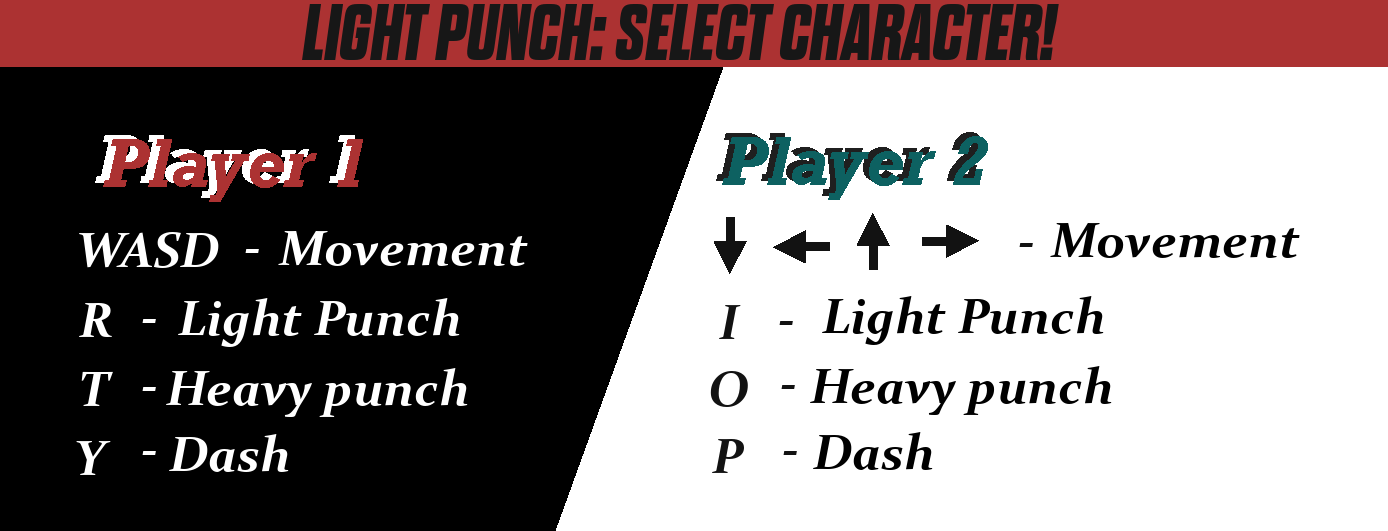 LIGHT PUNCH: SELECT CHARACTER!
Player 1
WASD - Movement
R - Light Punch
T - Heavy punch
Y - Dash
Player 2
↓ ← ↑ → - Movement
I - Light Punch
O - Heavy punch
P - Dash